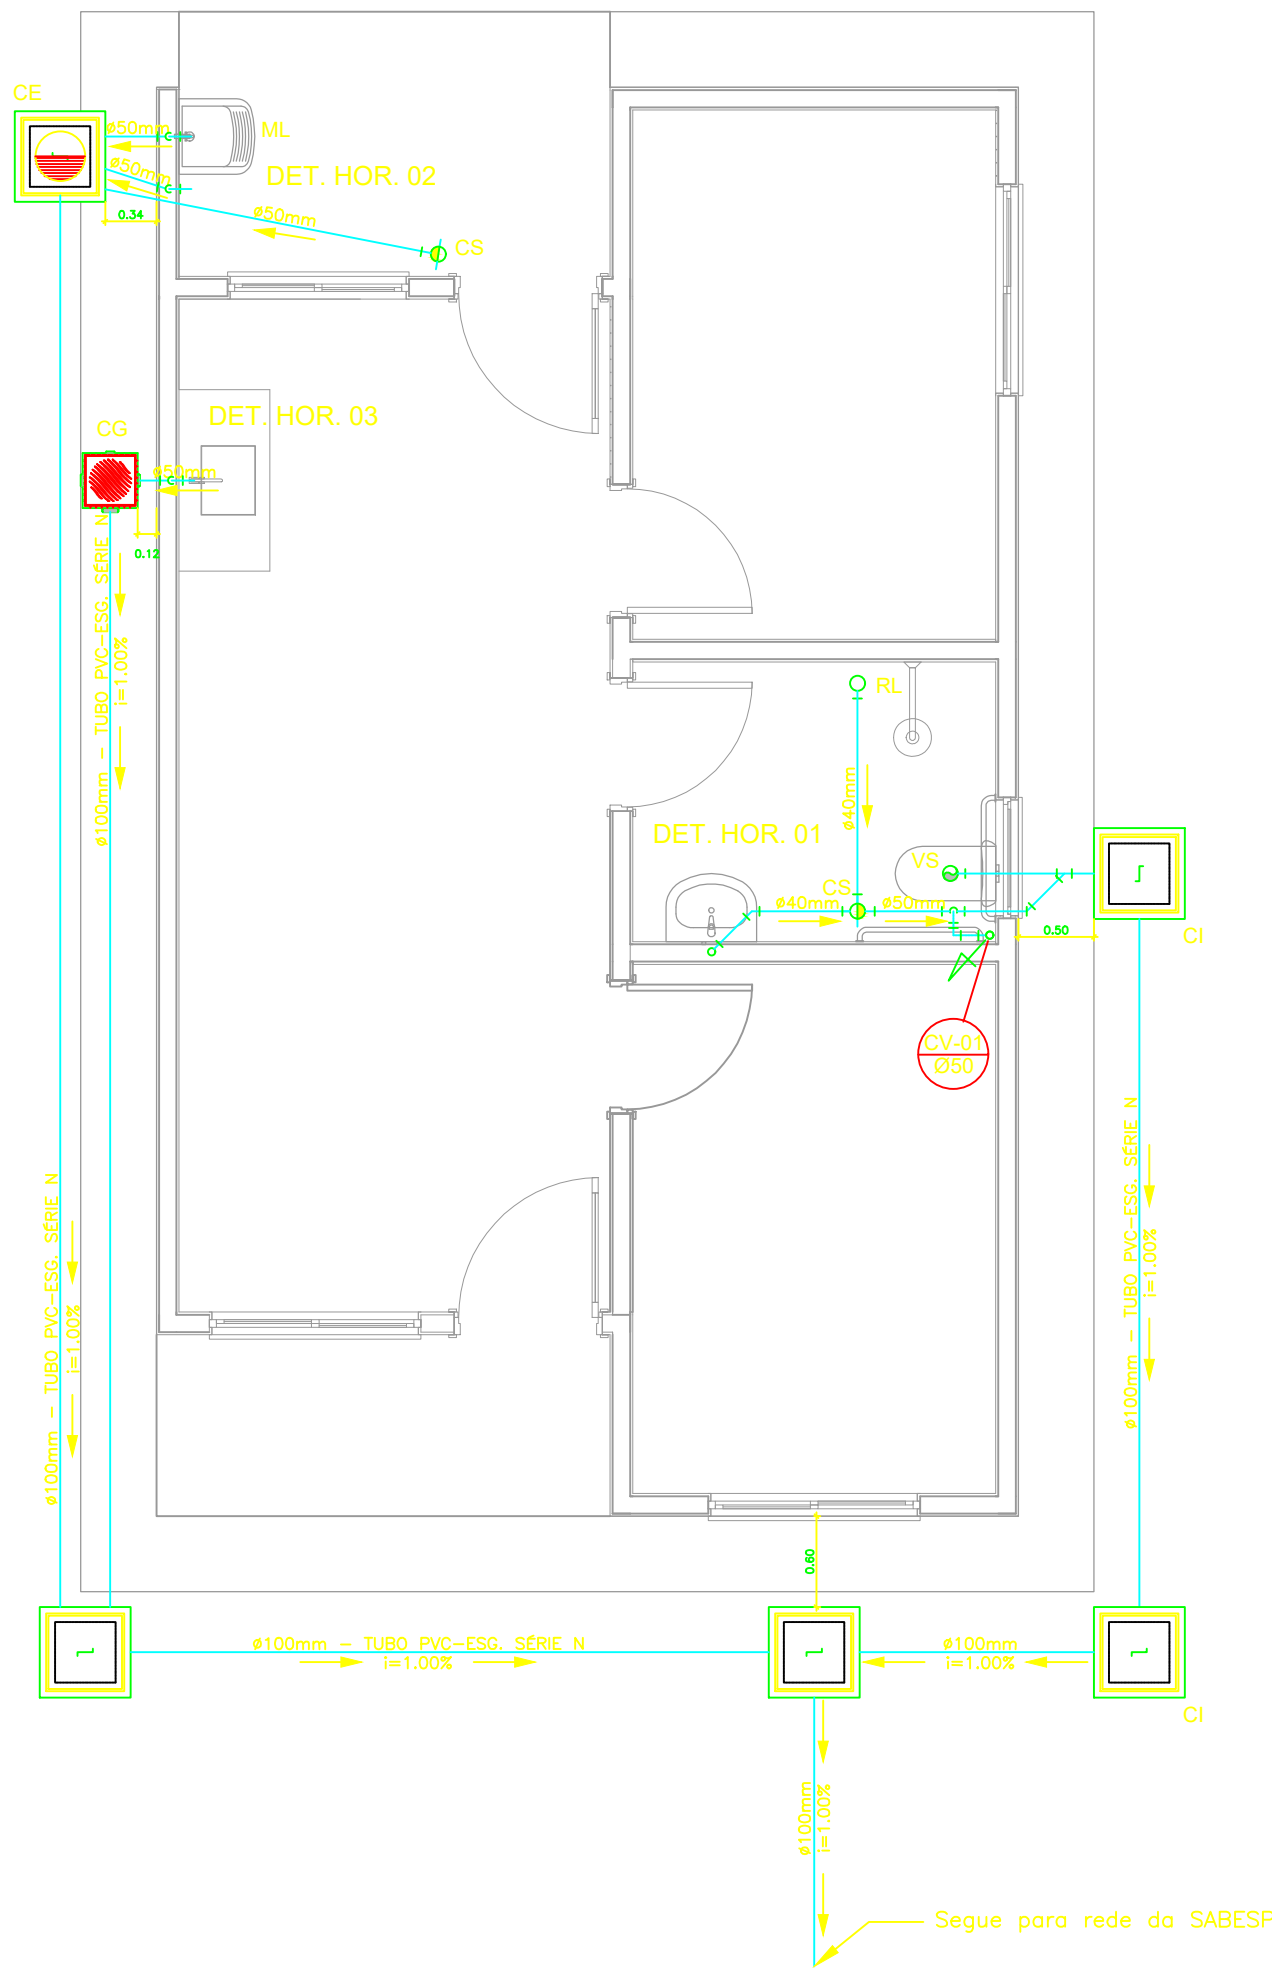 CE
ø50mm
ML
ø50mm
DET. HOR. 02
0.34
ø50mm
CS
DET. HOR. 03
CG
ø50mm
0.12
ø100mm - TUBO PVC-ESG. SÉRIE N
i=1.00%
RL
ø40mm
DET. HOR. 01
VS
CS
ø40mm
ø50mm
0.50
CI
CV-01
Ø50
ø100mm - TUBO PVC-ESG. SÉRIE N
i=1.00%
ø100mm - TUBO PVC-ESG. SÉRIE N
i=1.00%
0.60
ø100mm - TUBO PVC-ESG. SÉRIE N
i=1.00%
ø100mm
i=1.00%
CI
ø100mm
i=1.00%
Segue para rede da SABESP